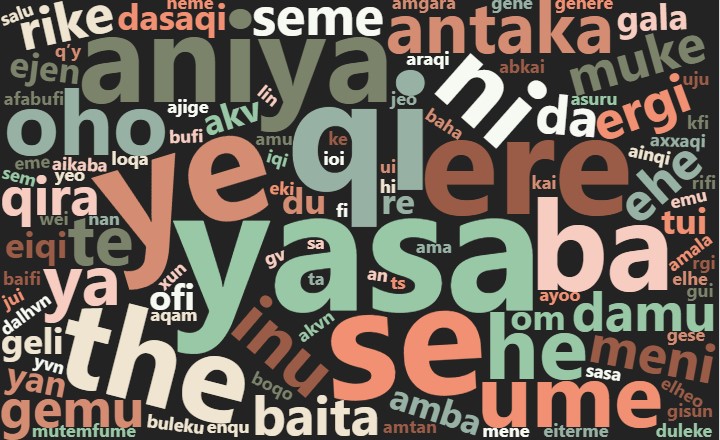 salu
rike
neme
dasaqi
seme
amgara
gene
genere
antaka
gala
q'y
ejen
aniya
araqi
ni
abkai
muke
uju
afabufi
oho
ajige
akv
lin
jeo
da
asuru
ergi
kfi
bufi
amu
qi
baha
axxaqi
eme
aikaba
loqa
ye
iqi
ke
ioi
ere
ainqi
ehe
sem
yeo
qira
eki
du
ui
hi
re
fi
kai
rifi
emu
wei
nan
te
yasa
ba
tui
eiqi
gv
sa
ama
amala
rgi
baifi
ya
xun
ta
an
ts
elhe
jui
ofi
ayoo
gui
dalhvn
aqam
inu
akvn
se
om
damu
geli
the
he
gese
meni
yvn
sasa
yan
boqo
ume
elheo
gemu
amba
gisun
buleku
enqu
baita
mutemfume
amtan
mene
eiterme
duleke